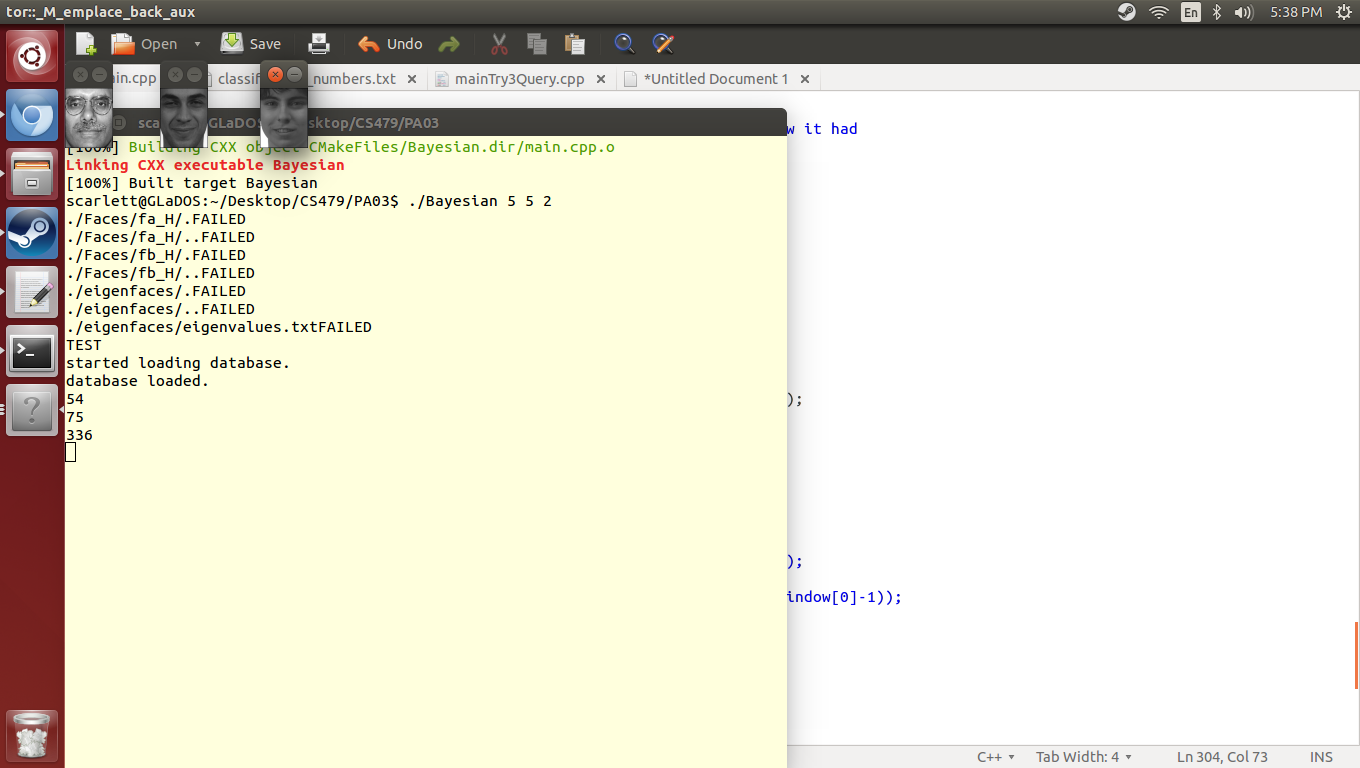 tor::_M_emplace_back_aux
En
5:38 PM
Open
Save
Undo
in.cpp
classif
_numbers.txt
mainTry3Query.cpp
*Untitled Document 1
sca
GLaDOS
sktop/CS479/PA03
w it had
[100%] Building CXX object CMakeFiles/Bayesian.dir/main.cpp.o
Linking CXX executable Bayesian
[100%] Built target Bayesian
scarlett@GLaDOS:~/Desktop/CS479/PA03$ ./Bayesian 5 5 2
./Faces/fa_H/.FAILED
./Faces/fa_H/..FAILED
./Faces/fb_H/.FAILED
./Faces/fb_H/..FAILED
./eigenfaces/.FAILED
./eigenfaces/..FAILED
./eigenfaces/eigenvalues.txtFAILED
TEST
started loading database.
database loaded.
54
75
336
);
);
indow[0]-1));
C++
Tab Width: 4
Ln 304, Col 73
INS